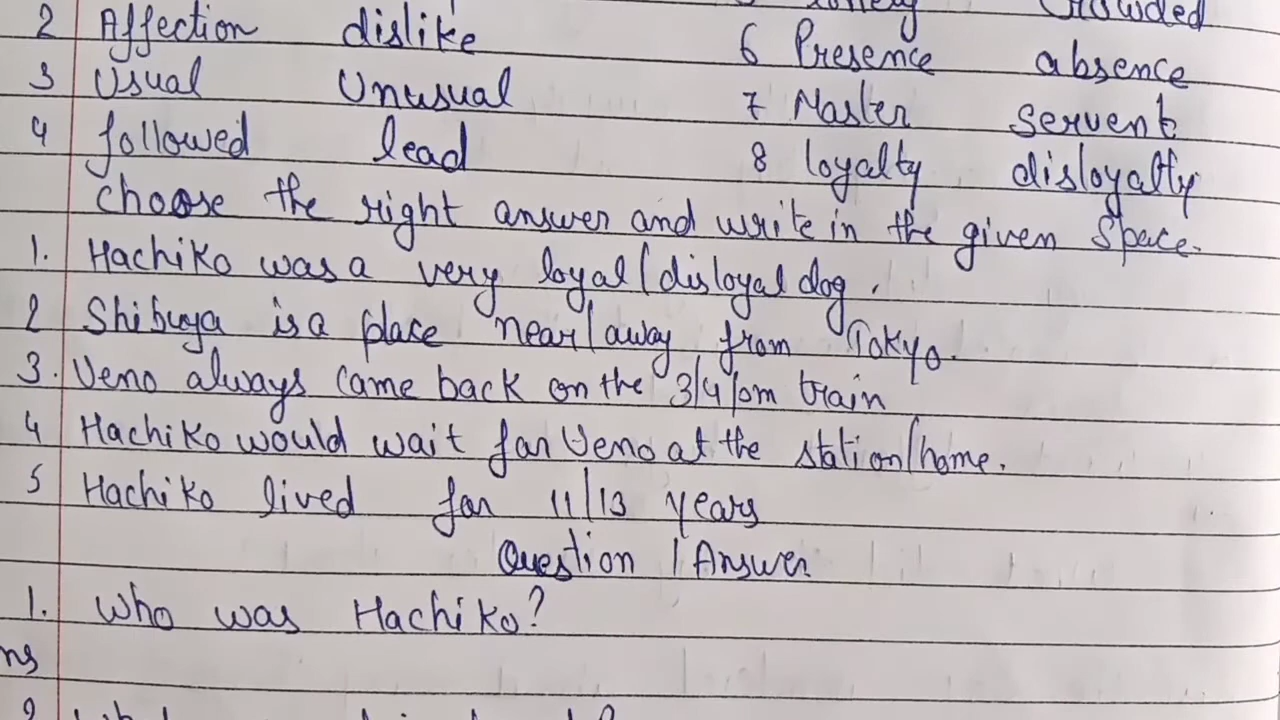 crowded
2 Affection dislike 6 Presence absence
3 Usual Unusual 7 Master servent
4 followed lead 8 loyalty disloyalty
choose the right answer and write in the given space.
1. Hachiko was a very loyal/disloyal dog.
2 Shibuya is a place near/away from Tokyo.
3. Ueno always came back on the 3/4 pm train
4 Hachiko would wait for Ueno at the station/home.
5 Hachiko lived for 11/13 years
Question / Answer
1. Who was Hachiko?
ns
2